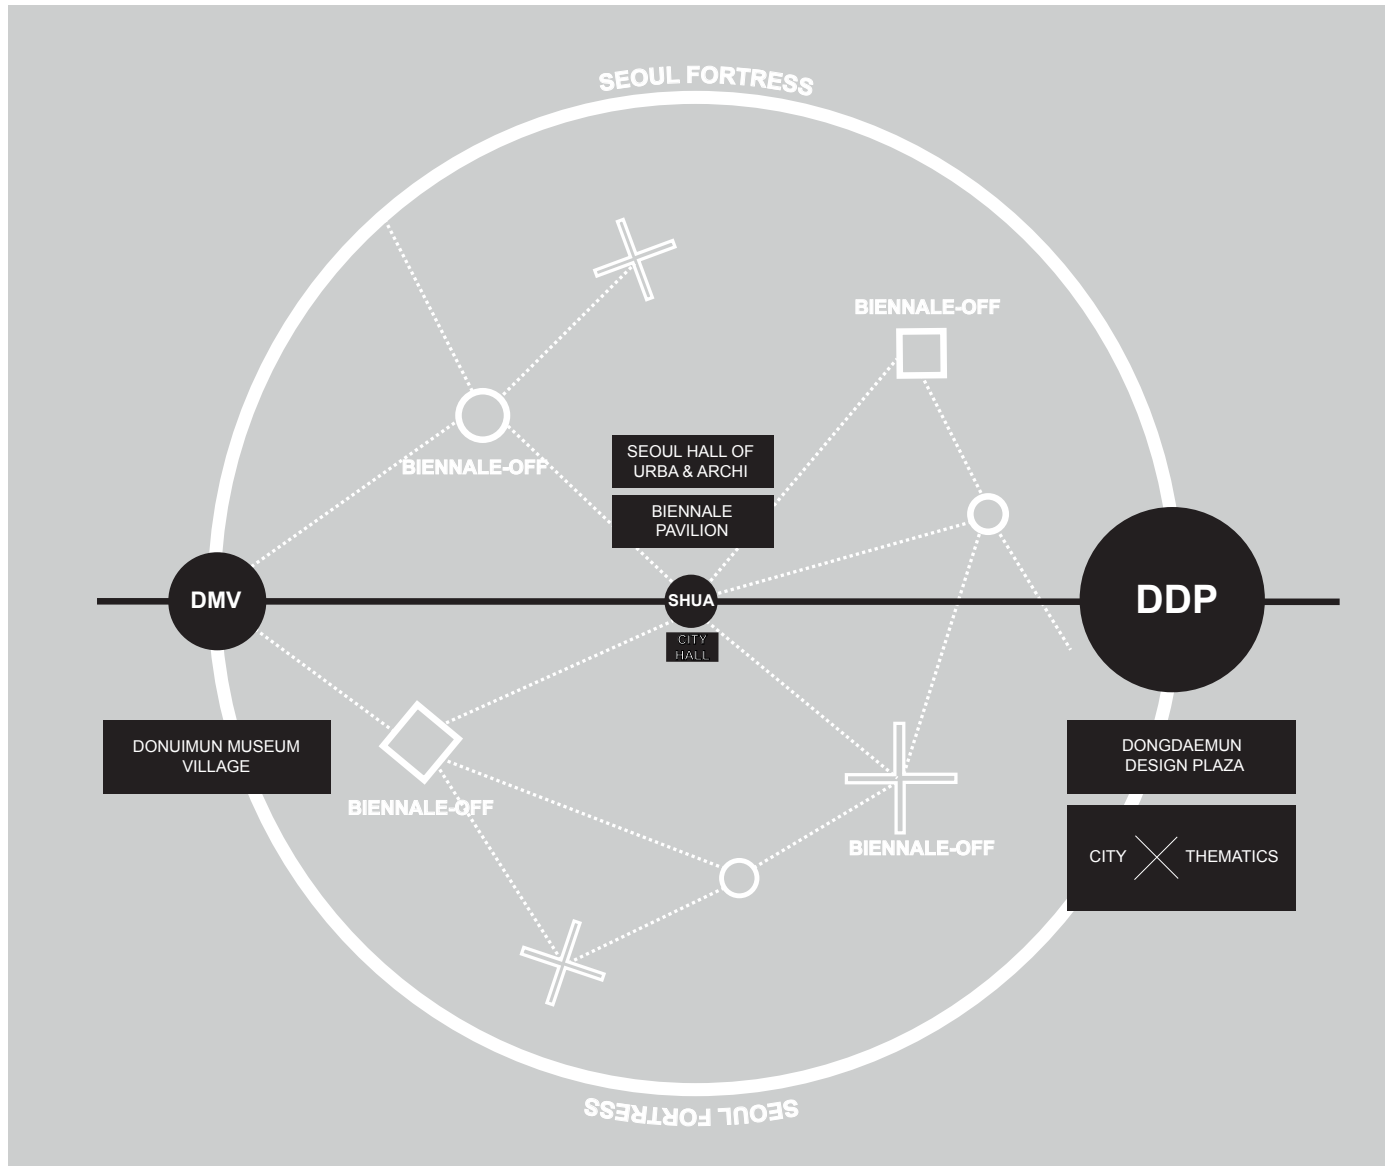 SEOUL FORTRESS
BIENNALE-OFF
SEOUL HALL OF
URBA & ARCHI
BIENNALE-OFF
BIENNALE
PAVILION
DMV
SHUA
DDP
CITY
HALL
DONUIMUN MUSEUM
VILLAGE
DONGDAEMUN
DESIGN PLAZA
BIENNALE-OFF
BIENNALE-OFF
CITY THEMATICS
SEOUL FORTRESS